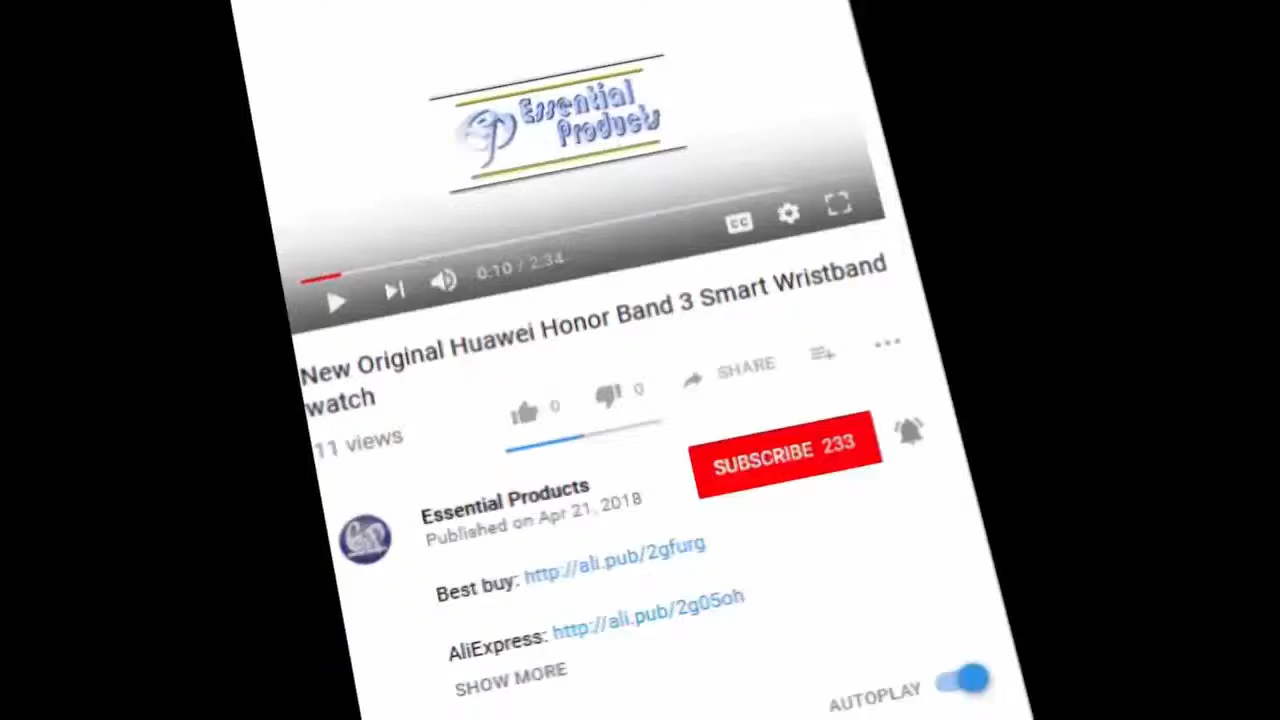 Essential
Products
CC
0:10 / 2:34
New Original Huawei Honor Band 3 Smart Wristband
watch
11 views
0
0
SHARE
SUBSCRIBE 233
Essential Products
Published on Apr 21, 2018
Best buy: http://ali.pub/2gfurg
AliExpress: http://ali.pub/2g05oh
SHOW MORE
AUTOPLAY